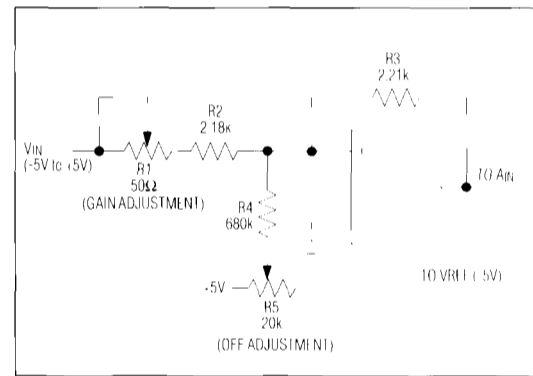 R3
2.21k
R2
2.18k
VIN
(-5V to +5V)
R1
50Ω
(GAIN ADJUSTMENT)
R4
680k
TO AIN
-5V
R5
20k
(OFF ADJUSTMENT)
TO VREF (-5V)